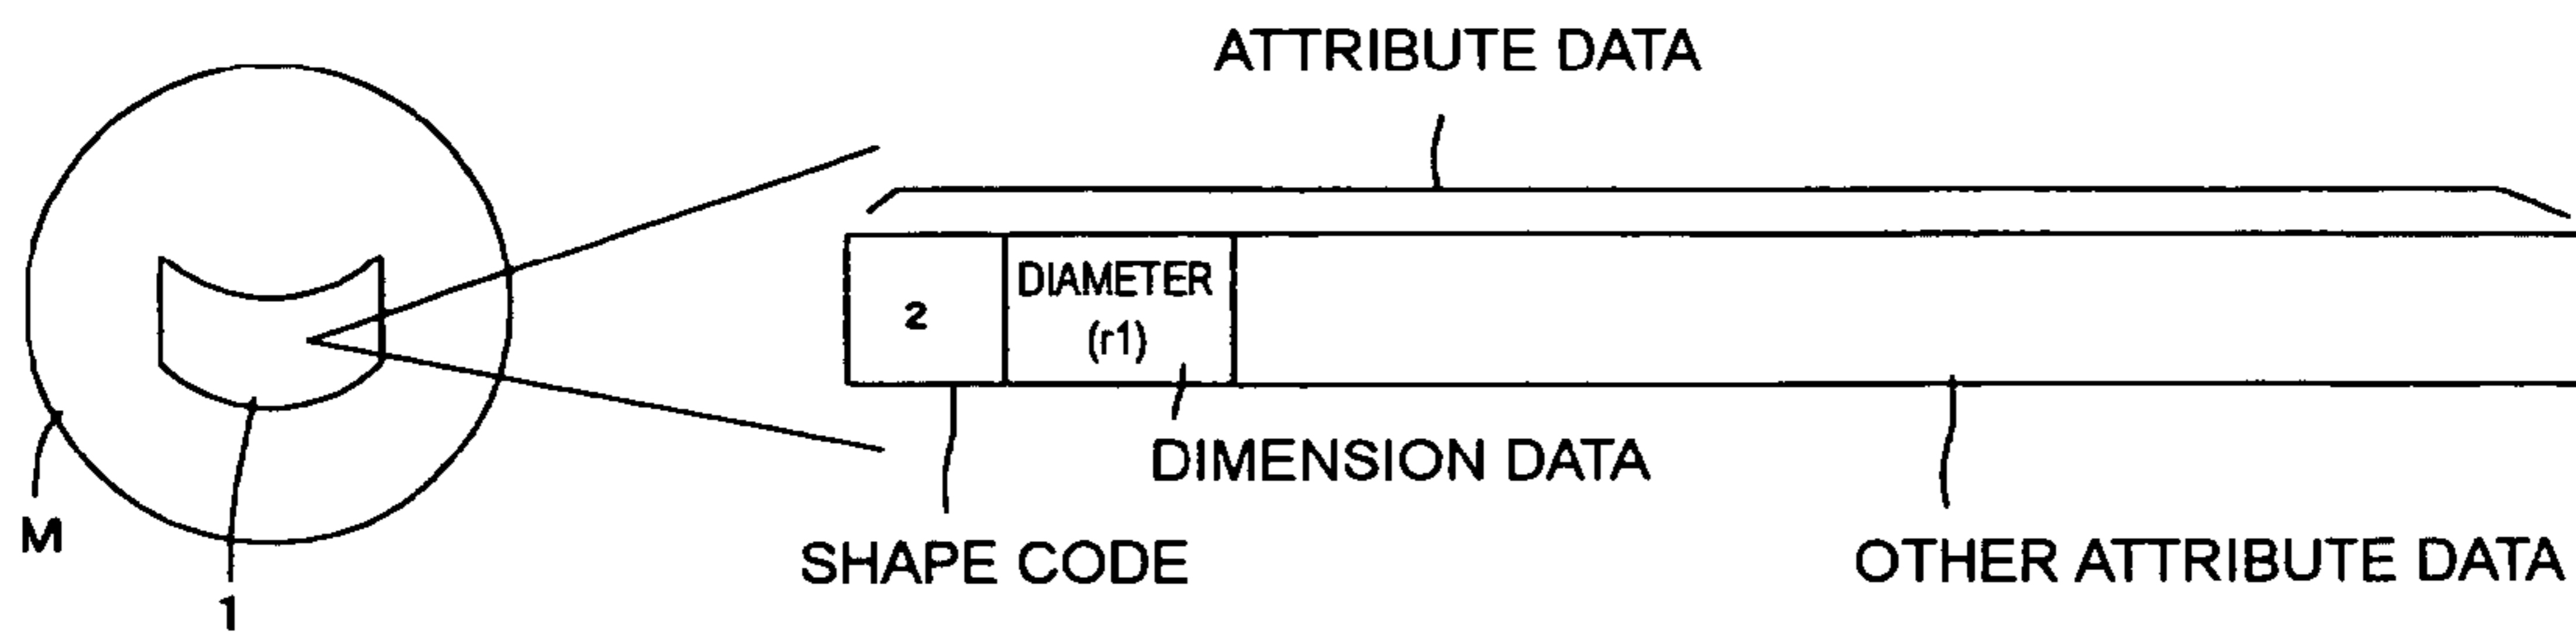 ATTRIBUTE DATA
2
DIAMETER
(r1)
DIMENSION DATA
M
SHAPE CODE
OTHER ATTRIBUTE DATA
1